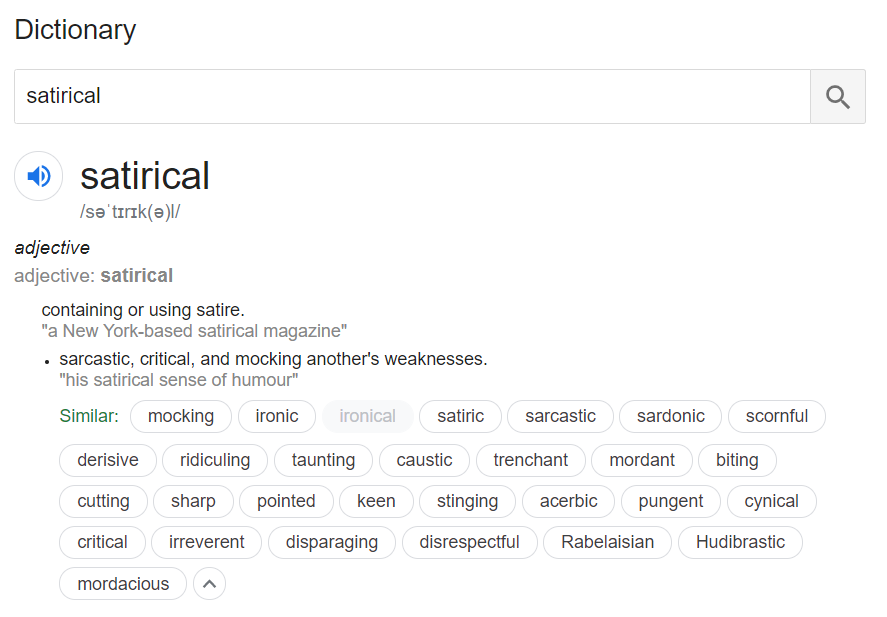 Dictionary
satirical
satirical
/səˈtɪrɪk(ə)l/
adjective
adjective: satirical
containing or using satire.
"a New York-based satirical magazine"
sarcastic, critical, and mocking another's weaknesses.
"his satirical sense of humour"
Similar: mocking ironic ironical satiric sarcastic sardonic scornful
derisive ridiculing taunting caustic trenchant mordant biting
cutting sharp pointed keen stinging acerbic pungent cynical
critical irreverent disparaging disrespectful Rabelaisian Hudibrastic
mordacious